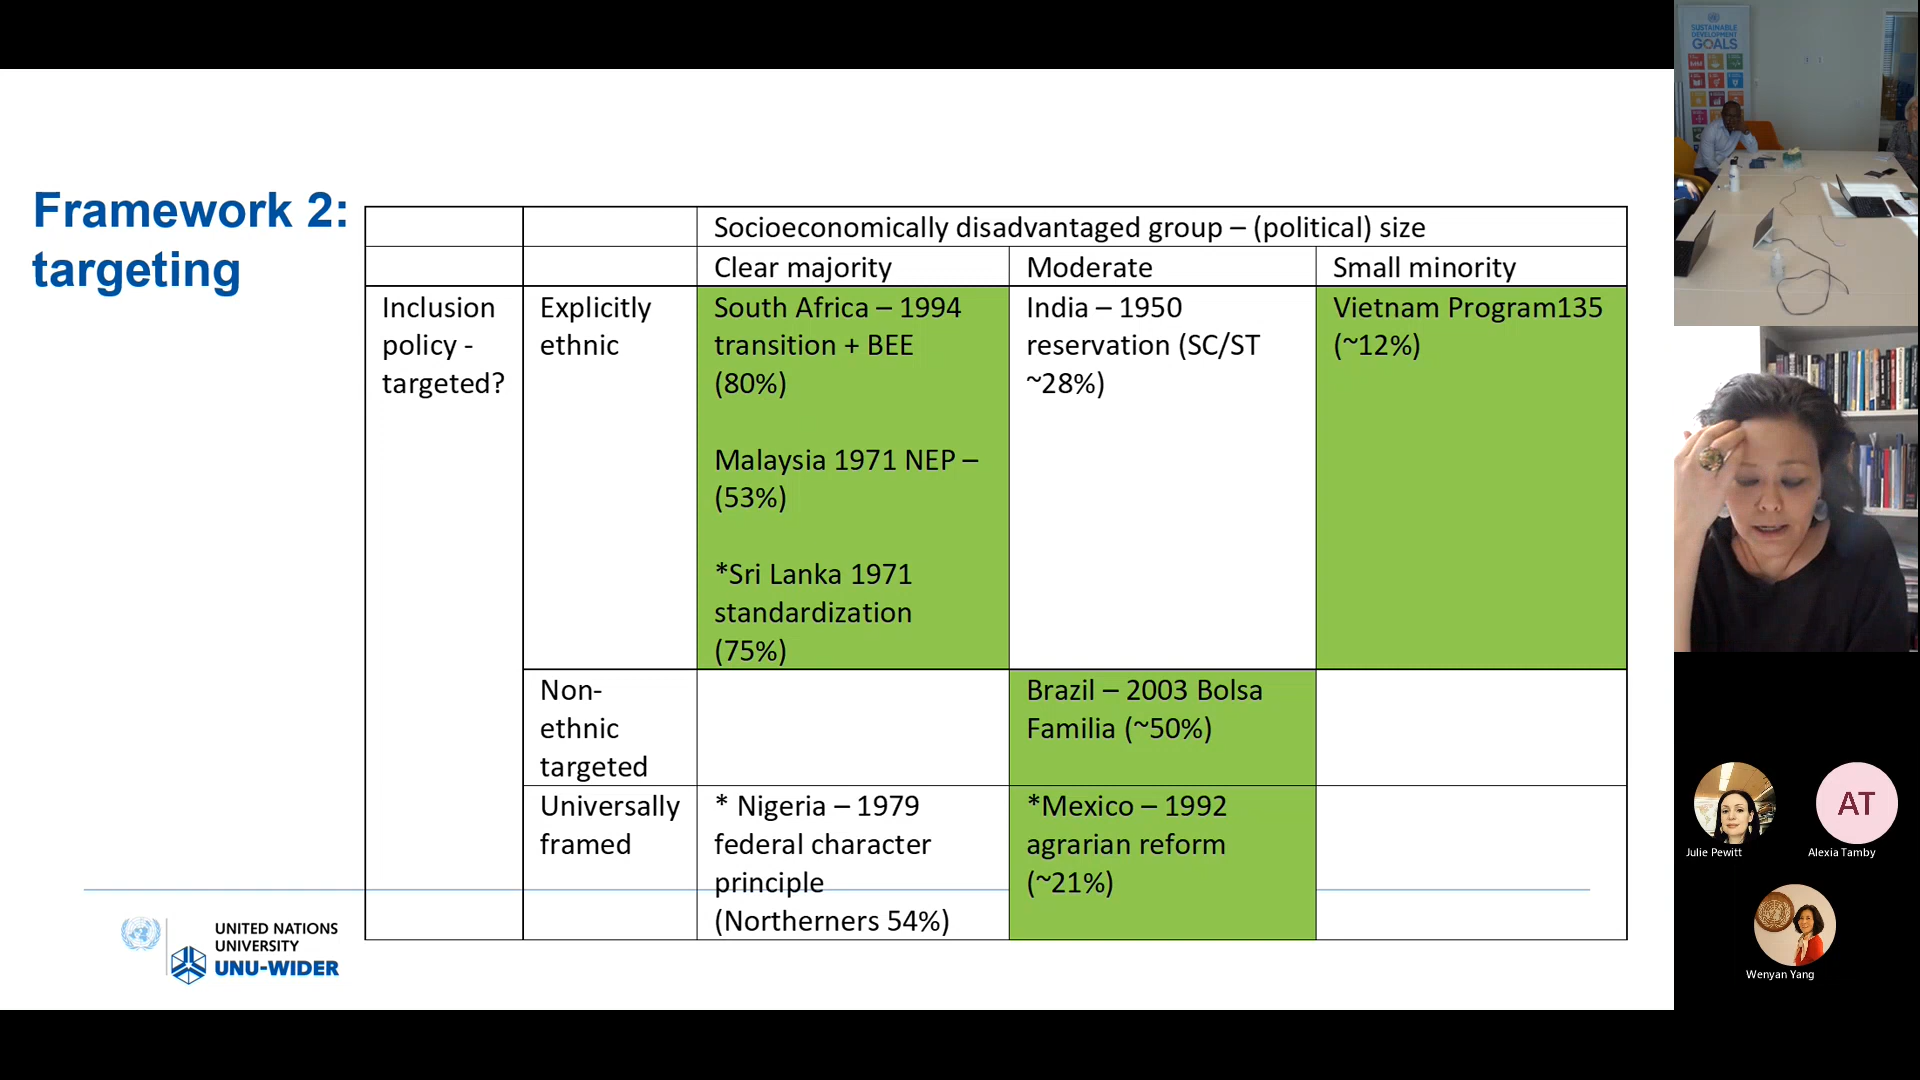 Framework 2:
targeting
Socioeconomically disadvantaged group – (political) size
Clear majority
Moderate
Small minority
Inclusion
policy -
targeted?
Explicitly
ethnic
South Africa – 1994
transition + BEE
(80%)
Malaysia 1971 NEP –
(53%)
*Sri Lanka 1971
standardization
(75%)
India – 1950
reservation (SC/ST
~28%)
Vietnam Program135
(~12%)
Non-
ethnic
targeted
Brazil – 2003 Bolsa
Familia (~50%)
Universally
framed
* Nigeria – 1979
federal character
principle
(Northerners 54%)
*Mexico – 1992
agrarian reform
(~21%)
UNITED NATIONS
UNIVERSITY
UNU-WIDER
SUSTAINABLE
DEVELOPMENT
GOALS
AT
Julie Pewitt
Alexia Tamby
Wenyan Yang